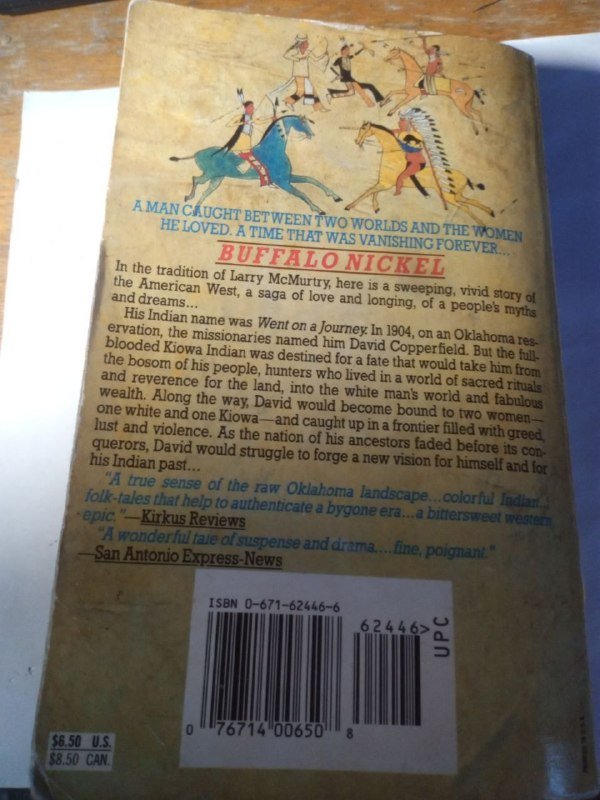 A MAN CAUGHT BETWEEN TWO WORLDS AND THE WOMEN
HE LOVED. A TIME THAT WAS VANISHING FOREVER...
BUFFALO NICKEL
In the tradition of Larry McMurtry, here is a sweeping, vivid story of
the American West, a saga of love and longing, of a people's myths
and dreams...
His Indian name was Went on a Journey. In 1904, on an Oklahoma res-
ervation, the missionaries named him David Copperfield. But the full-
blooded Kiowa Indian was destined for a fate that would take him from
the bosom of his people, hunters who lived in a world of sacred rituals
and reverence for the land, into the white man's world and fabulous
wealth. Along the way, David would become bound to two women—
one white and one Kiowa—and caught up in a frontier filled with greed,
lust and violence. As the nation of his ancestors faded before its con-
querors, David would struggle to forge a new vision for himself and for
his Indian past...
"A true sense of the raw Oklahoma landscape...colorful Indian
folk-tales that help to authenticate a bygone era...a bittersweet western
epic."—Kirkus Reviews
"A wonderful tale of suspense and drama....fine, poignant."
—San Antonio Express-News
ISBN 0-671-62446-6
62446>
UPC
0 76714 00650 8
$6.50 U.S.
$8.50 CAN.